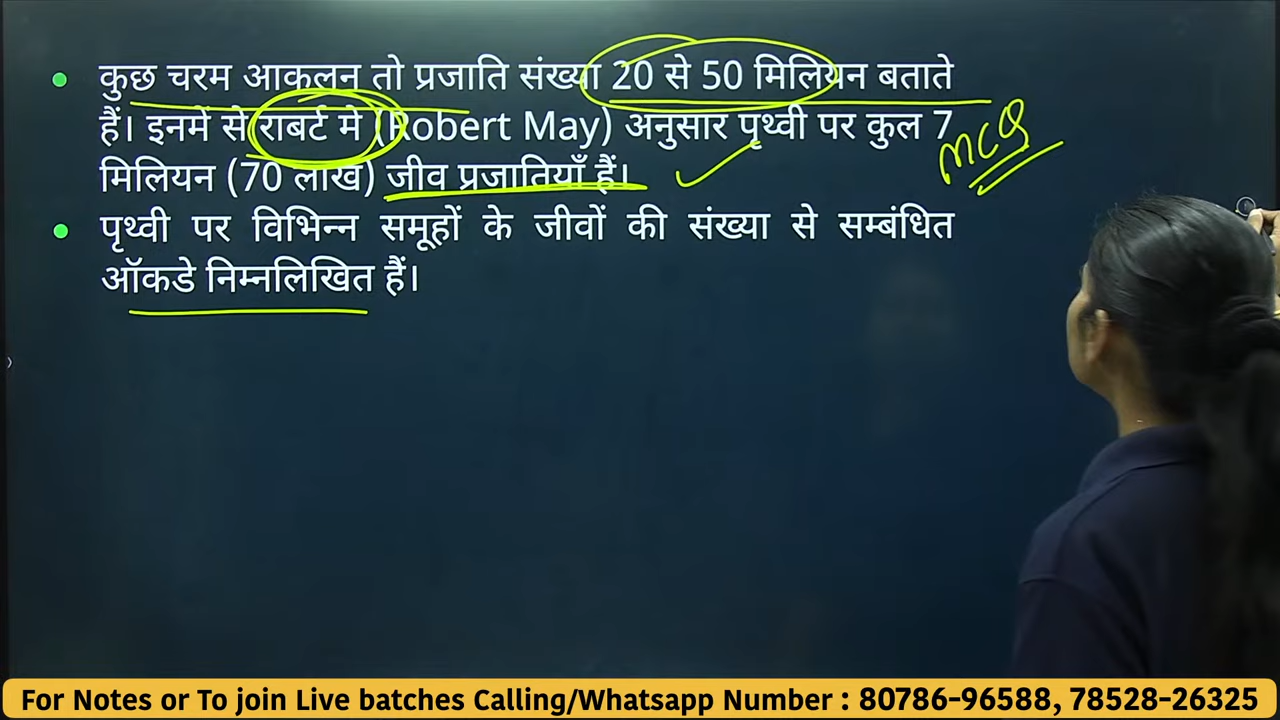 कुछ चरम आकलन तो प्रजाति संख्या 20 से 50 मिलियन बताते
हैं। इनमें से राबर्ट मे (Robert May) अनुसार पृथ्वी पर कुल 7
मिलियन (70 लाख) जीव प्रजातियाँ हैं।
MCQ
पृथ्वी पर विभिन्न समूहों के जीवों की संख्या से सम्बंधित
ऑकडे निम्नलिखित हैं।
For Notes or To join Live batches Calling/Whatsapp Number : 80786-96588, 78528-26325